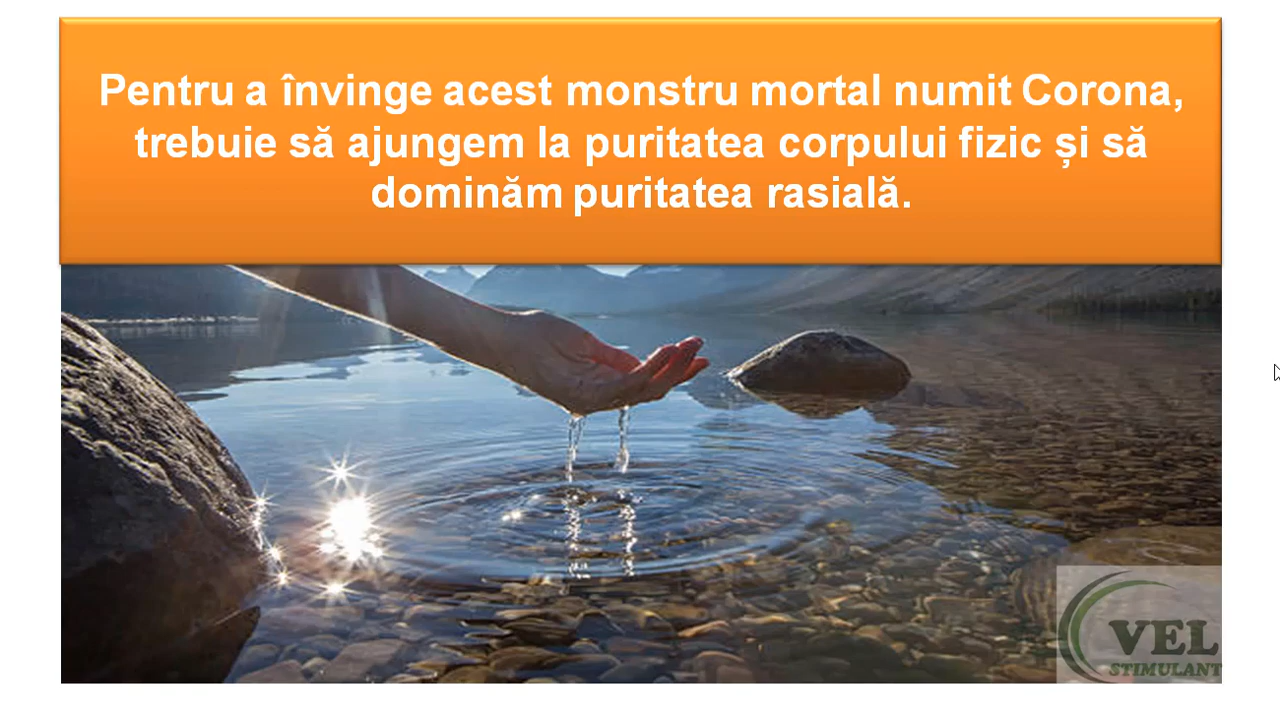 Pentru a învinge acest monstru mortal numit Corona,
trebuie să ajungem la puritatea corpului fizic și să
dominăm puritatea rasială.
VEL
STIMULANT